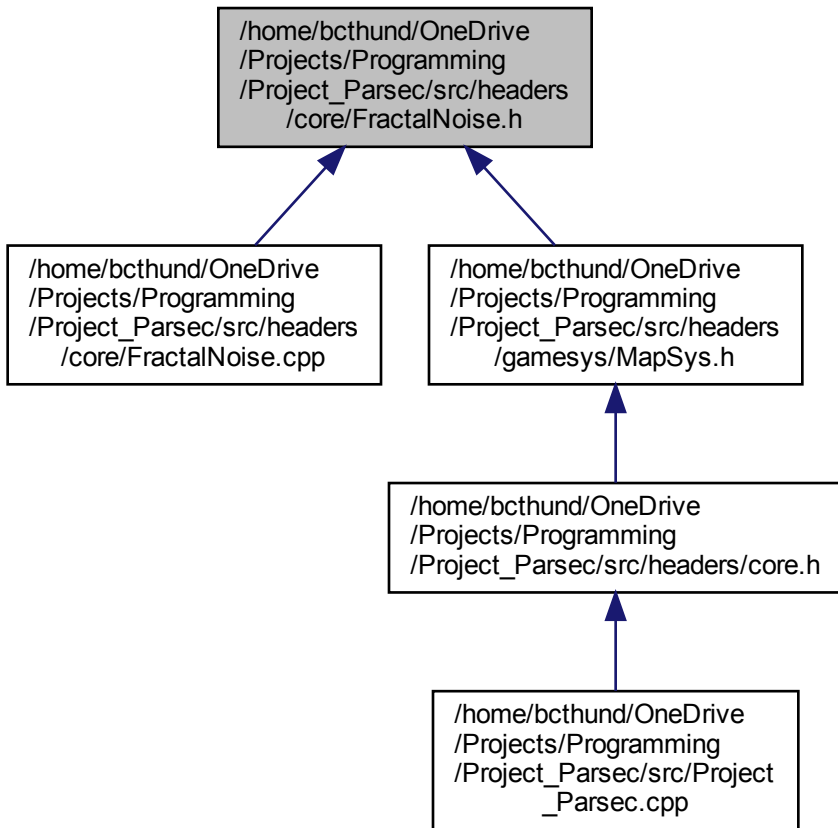 /home/bcthund/OneDrive
/Projects/Programming
/Project_Parsec/src/headers
/core/FractalNoise.h
/home/bcthund/OneDrive
/Projects/Programming
/Project_Parsec/src/headers
/core/FractalNoise.cpp
/home/bcthund/OneDrive
/Projects/Programming
/Project_Parsec/src/headers
/gamesys/MapSys.h
/home/bcthund/OneDrive
/Projects/Programming
/Project_Parsec/src/headers/core.h
/home/bcthund/OneDrive
/Projects/Programming
/Project_Parsec/src/Project
_Parsec.cpp